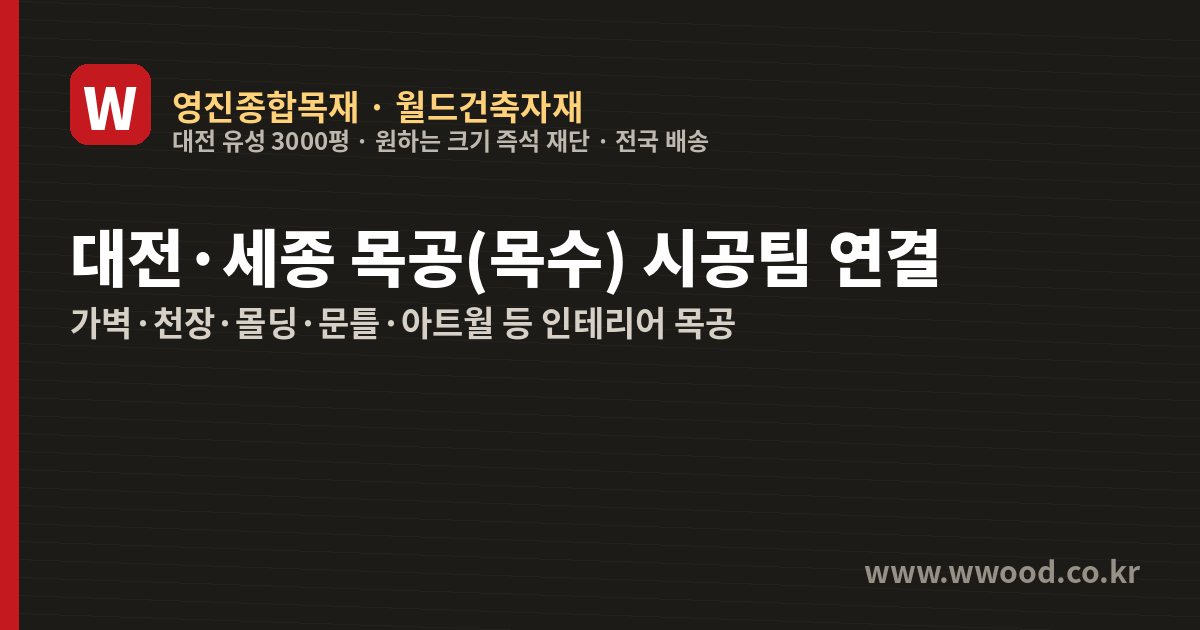 W
영진종합목재 · 월드건축자재
대전 유성 3000평 · 원하는 크기 즉석 재단 · 전국 배송
대전·세종 목공(목수) 시공팀 연결
가벽·천장·몰딩·문틀·아트월 등 인테리어 목공
www.wwood.co.kr